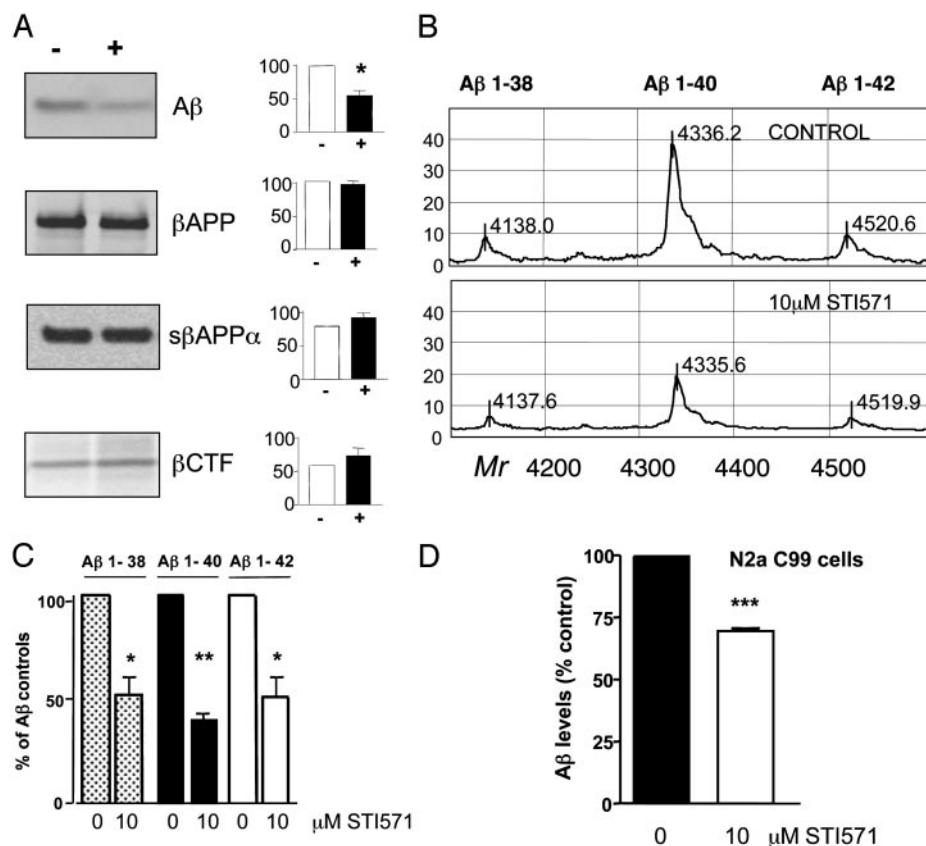 A
- +
Aβ
100
50
0
*
- +
βAPP
100
50
0
- +
sβAPPα
100
50
0
- +
βCTF
100
50
0
- +
B
Aβ 1-38 Aβ 1-40 Aβ 1-42
40
30
20
10
0
4336.2 CONTROL
4138.0 4520.6
40
30
20
10
0
10μM STI571
4335.6
4137.6 4519.9
Mr 4200 4300 4400 4500
C
Aβ 1- 38 Aβ 1- 40 Aβ 1- 42
% of Aβ controls
100
50
0
* ** *
0 10 0 10 0 10 μM STI571
D
N2a C99 cells
Aβ levels (% control)
100
75
50
25
0
***
0 10 μM STI571